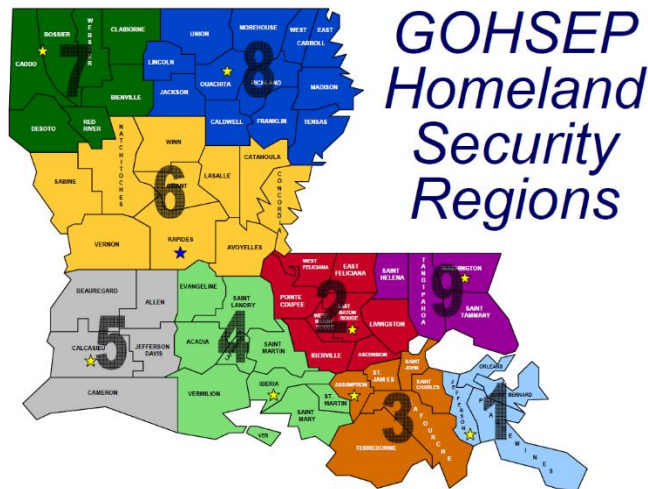 GOHSEP
Homeland
Security
Regions
7
BOSSIER
WEBSTER
CLAIBORNE
CADDO
BIENVILLE
DESOTO
RED
RIVER
8
UNION
MOREHOUSE
WEST
EAST
CARROLL
LINCOLN
OUACHITA
RICHLAND
MADISON
JACKSON
CALDWELL
FRANKLIN
TENSAS
6
NATCHITOCHES
WINN
SABINE
GRANT
LASALLE
CATAHOULA
CONCORDIA
VERNON
RAPIDES
AVOYELLES
5
BEAUREGARD
ALLEN
CALCASIEU
JEFFERSON
DAVIS
CAMERON
4
EVANGELINE
SAINT
LANDRY
ACADIA
SAINT
MARTIN
VERMILION
IBERIA
ST.
MARTIN
SAINT
MARY
VER
2
WEST
FELICIANA
EAST
FELICIANA
POINTE
COUPEE
EAST
BATON
ROUGE
LIVINGSTON
IBERVILLE
ASCENSION
9
SAINT
HELENA
TANGIPAHOA
WASHINGTON
SAINT
TAMMANY
3
ASSUMPTION
ST.
JAMES
SAINT
JOHN
SAINT
CHARLES
LAFOURCHE
TERREBONNE
1
ORLEANS
JEFFERSON
BERNARD
PLAQUEMINES